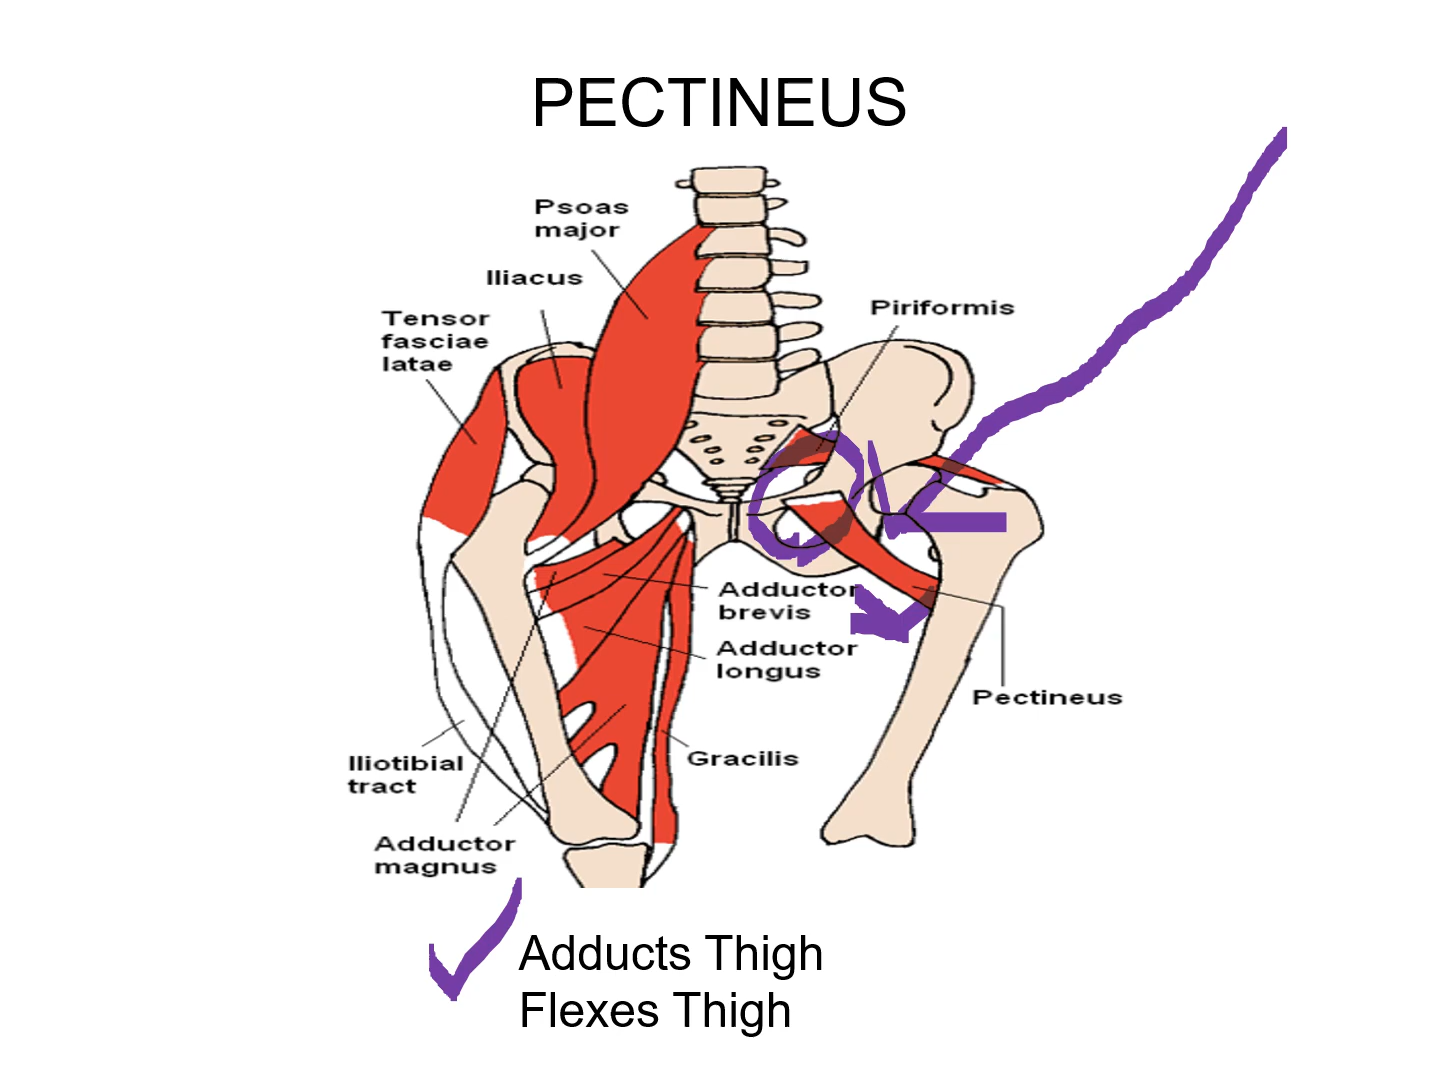 PECTINEUS
Psoas
major
Iliacus
Tensor
fasciae
latae
Piriformis
Adductor
brevis
Adductor
longus
Pectineus
Gracilis
Iliotibial
tract
Adductor
magnus
Adducts Thigh
Flexes Thigh